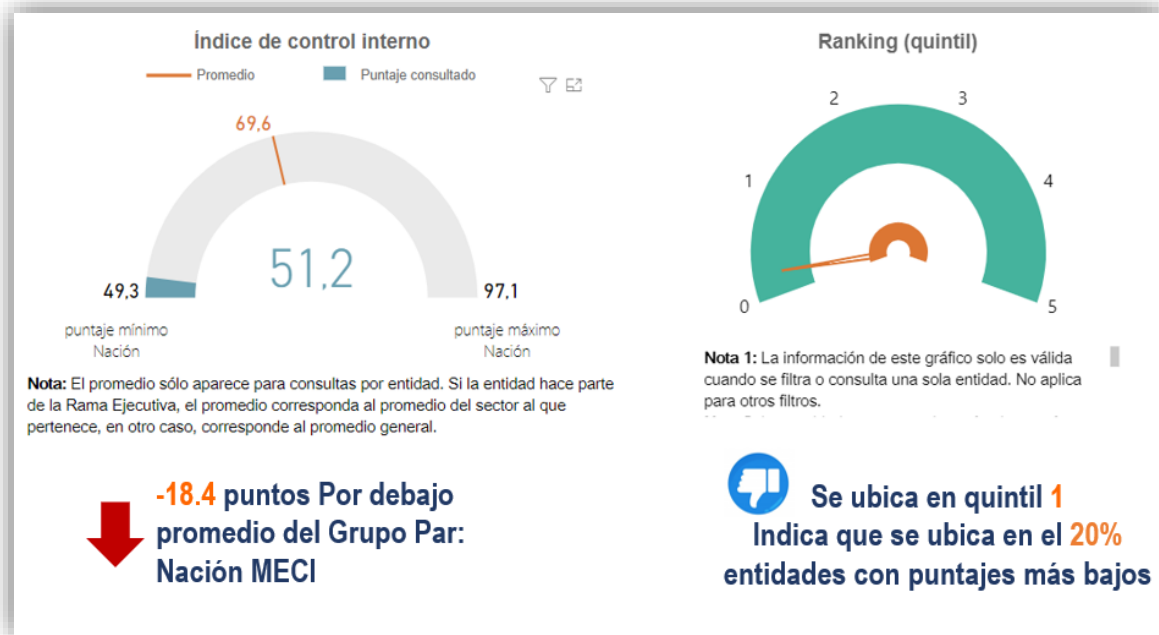 Índice de control interno
Promedio
Puntaje consultado
69,6
51,2
49,3
97,1
puntaje mínimo
Nación
puntaje máximo
Nación
Nota: El promedio sólo aparece para consultas por entidad. Si la entidad hace parte
de la Rama Ejecutiva, el promedio corresponda al promedio del sector al que
pertenece, en otro caso, corresponde al promedio general.
-18.4 puntos Por debajo
promedio del Grupo Par:
Nación MECI
Ranking (quintil)
0
1
2
3
4
5
Nota 1: La información de este gráfico solo es válida
cuando se filtra o consulta una sola entidad. No aplica
para otros filtros.
Se ubica en quintil 1
Indica que se ubica en el 20%
entidades con puntajes más bajos